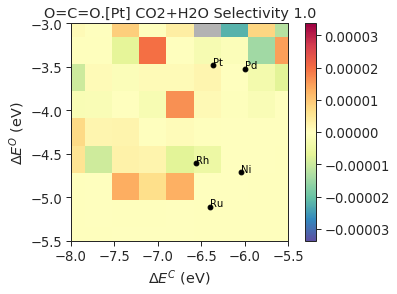 O=C=O.[Pt] CO2+H2O Selectivity 1.0
−3.0
−3.5
−4.0
−4.5
−5.0
−5.5
ΔE^O (eV)
Pt
Pd
Rh
Ni
Ru
−8.0 −7.5 −7.0 −6.5 −6.0 −5.5
ΔE^C (eV)
0.00003
0.00002
0.00001
0.00000
−0.00001
−0.00002
−0.00003